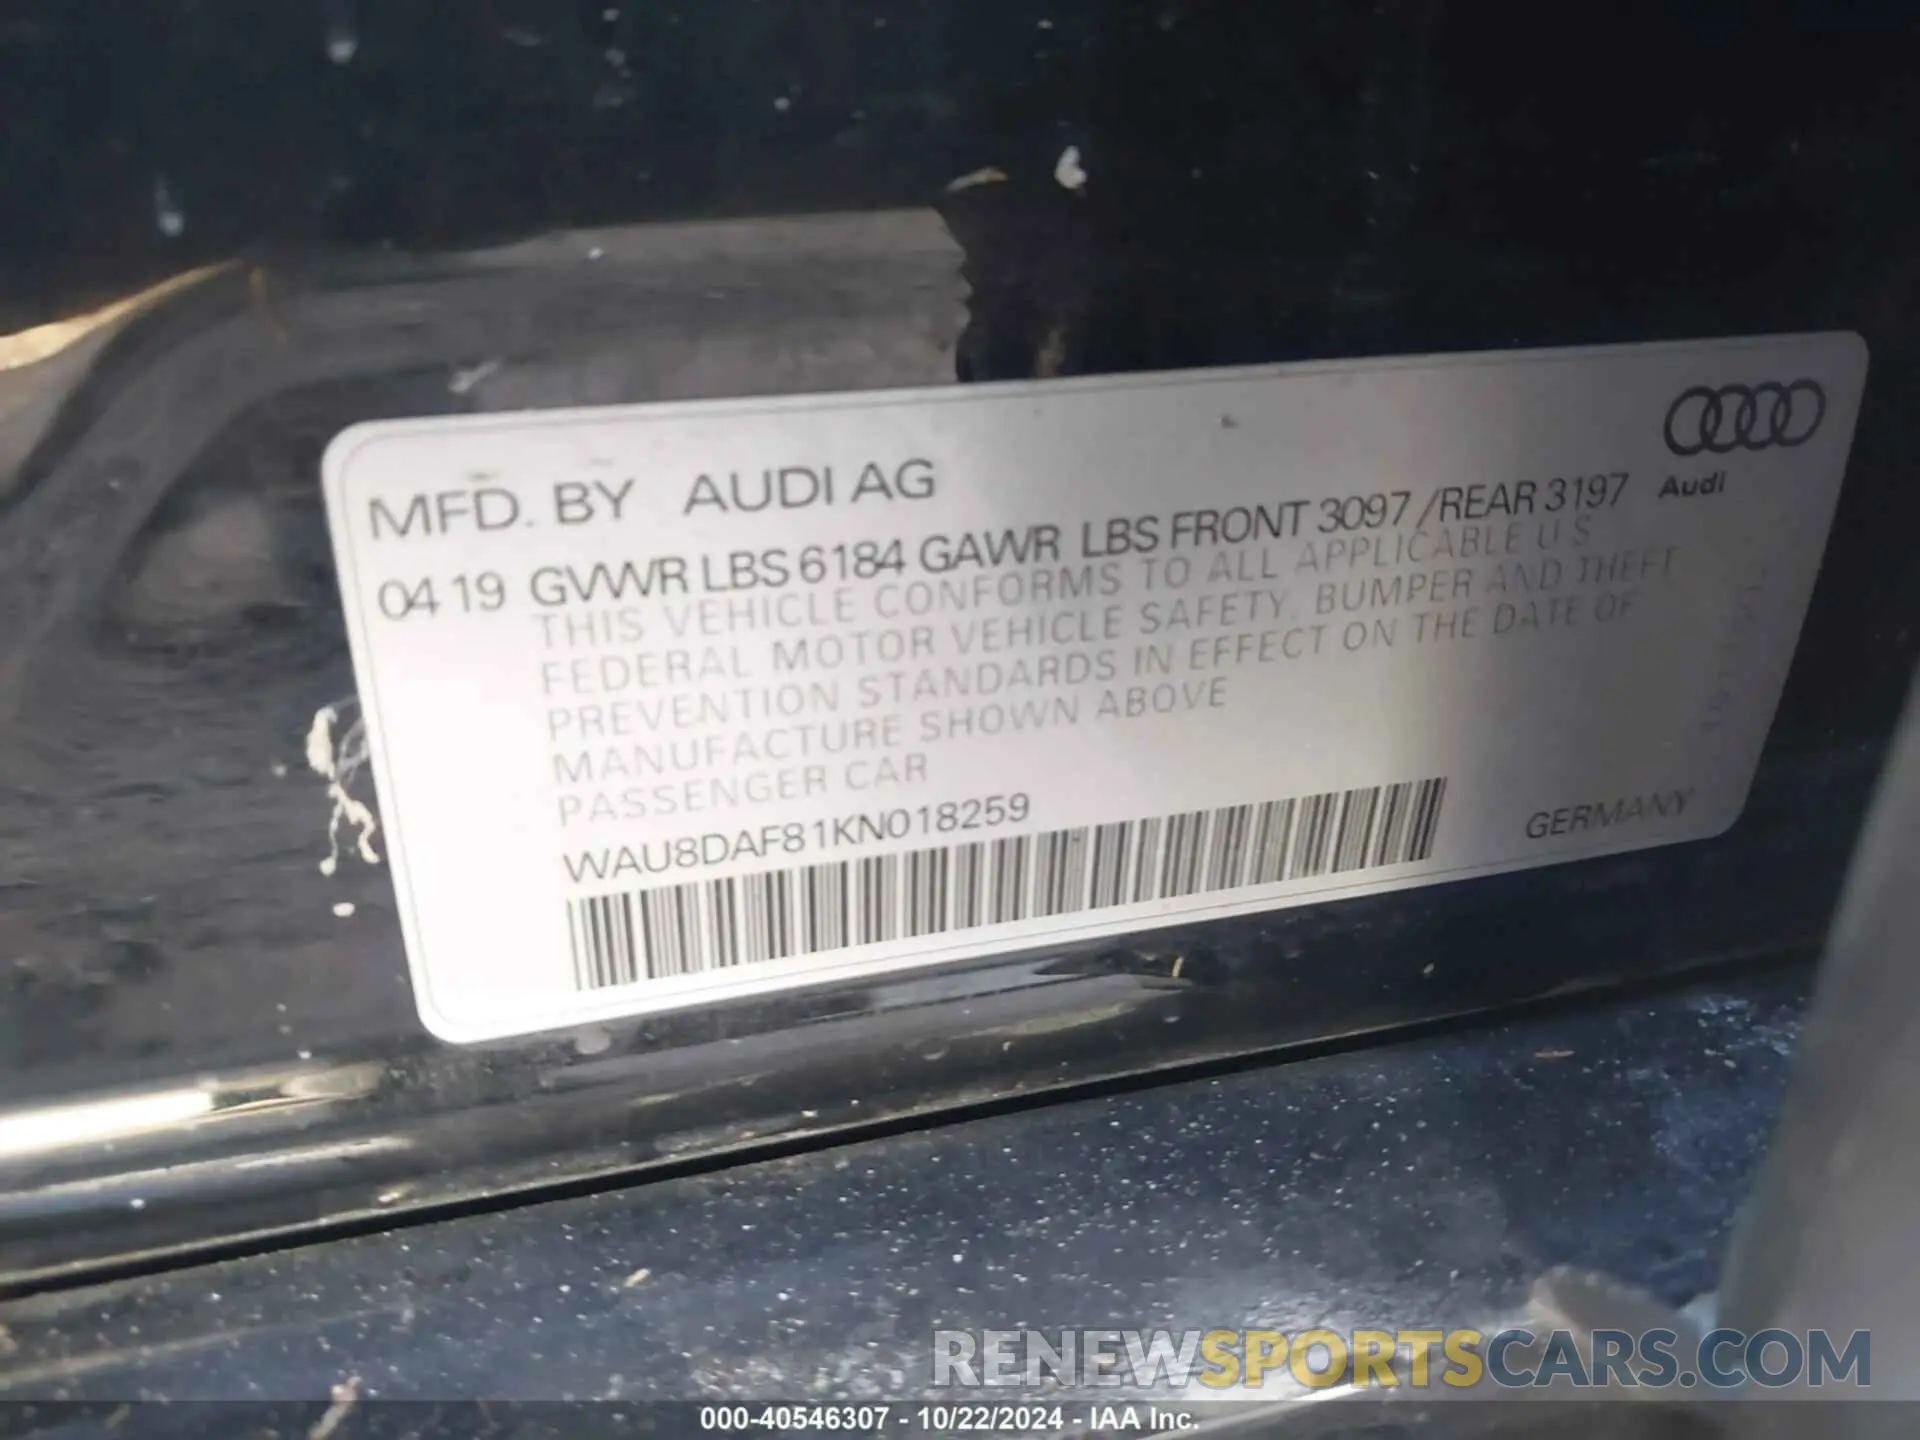 MFD. BY AUDI AG
Audi
04 19 GVWR LBS 6184 GAWR LBS FRONT 3097 /REAR 3197
THIS VEHICLE CONFORMS TO ALL APPLICABLE U S
FEDERAL MOTOR VEHICLE SAFETY, BUMPER AND THEFT
PREVENTION STANDARDS IN EFFECT ON THE DATE OF
MANUFACTURE SHOWN ABOVE
PASSENGER CAR
WAU8DAF81KN018259
GERMANY
RENEWSPORTSCARS.COM
000-40546307 - 10/22/2024 - IAA Inc.